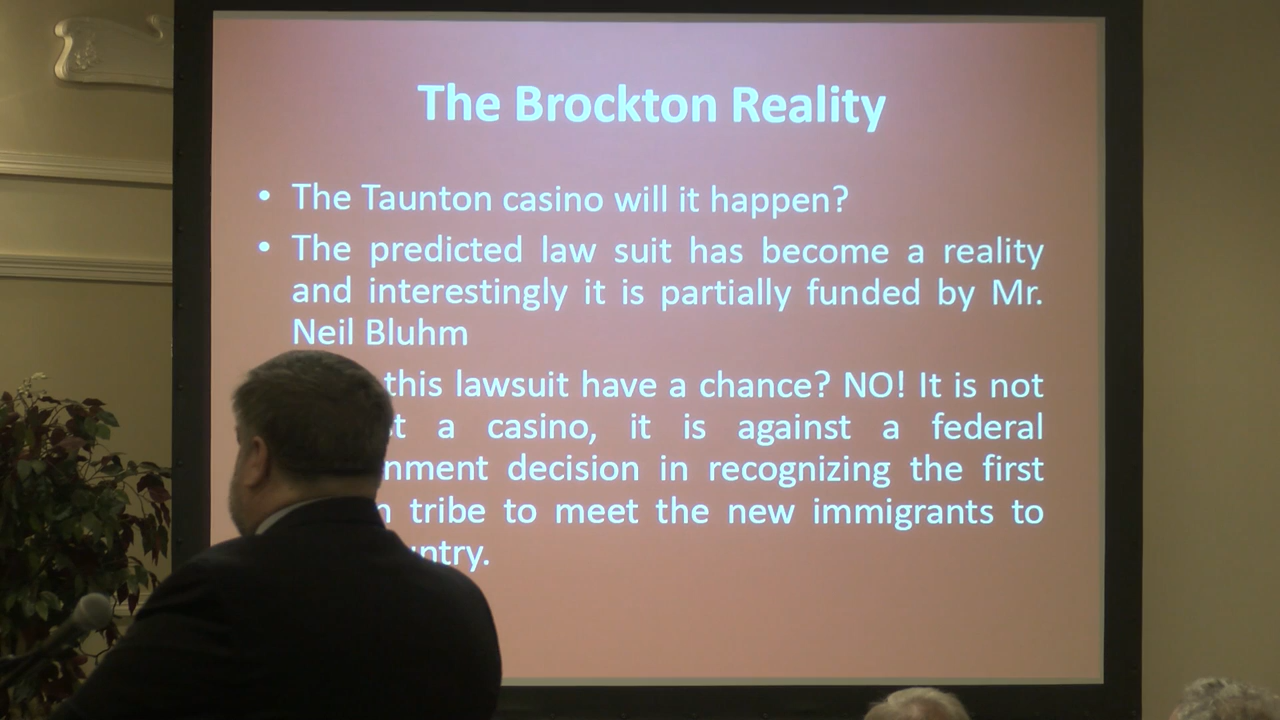 The Brockton Reality
• The Taunton casino will it happen?
• The predicted law suit has become a reality
and interestingly it is partially funded by Mr.
Neil Bluhm
this lawsuit have a chance? NO! It is not
a casino, it is against a federal
decision in recognizing the first
tribe to meet the new immigrants to